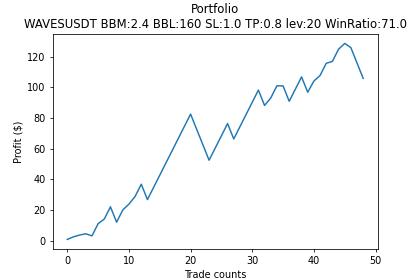 Portfolio
WAVESUSDT BBM:2.4 BBL:160 SL:1.0 TP:0.8 lev:20 WinRatio:71.0
Profit ($)
120
100
80
60
40
20
0
0 10 20 30 40 50
Trade counts